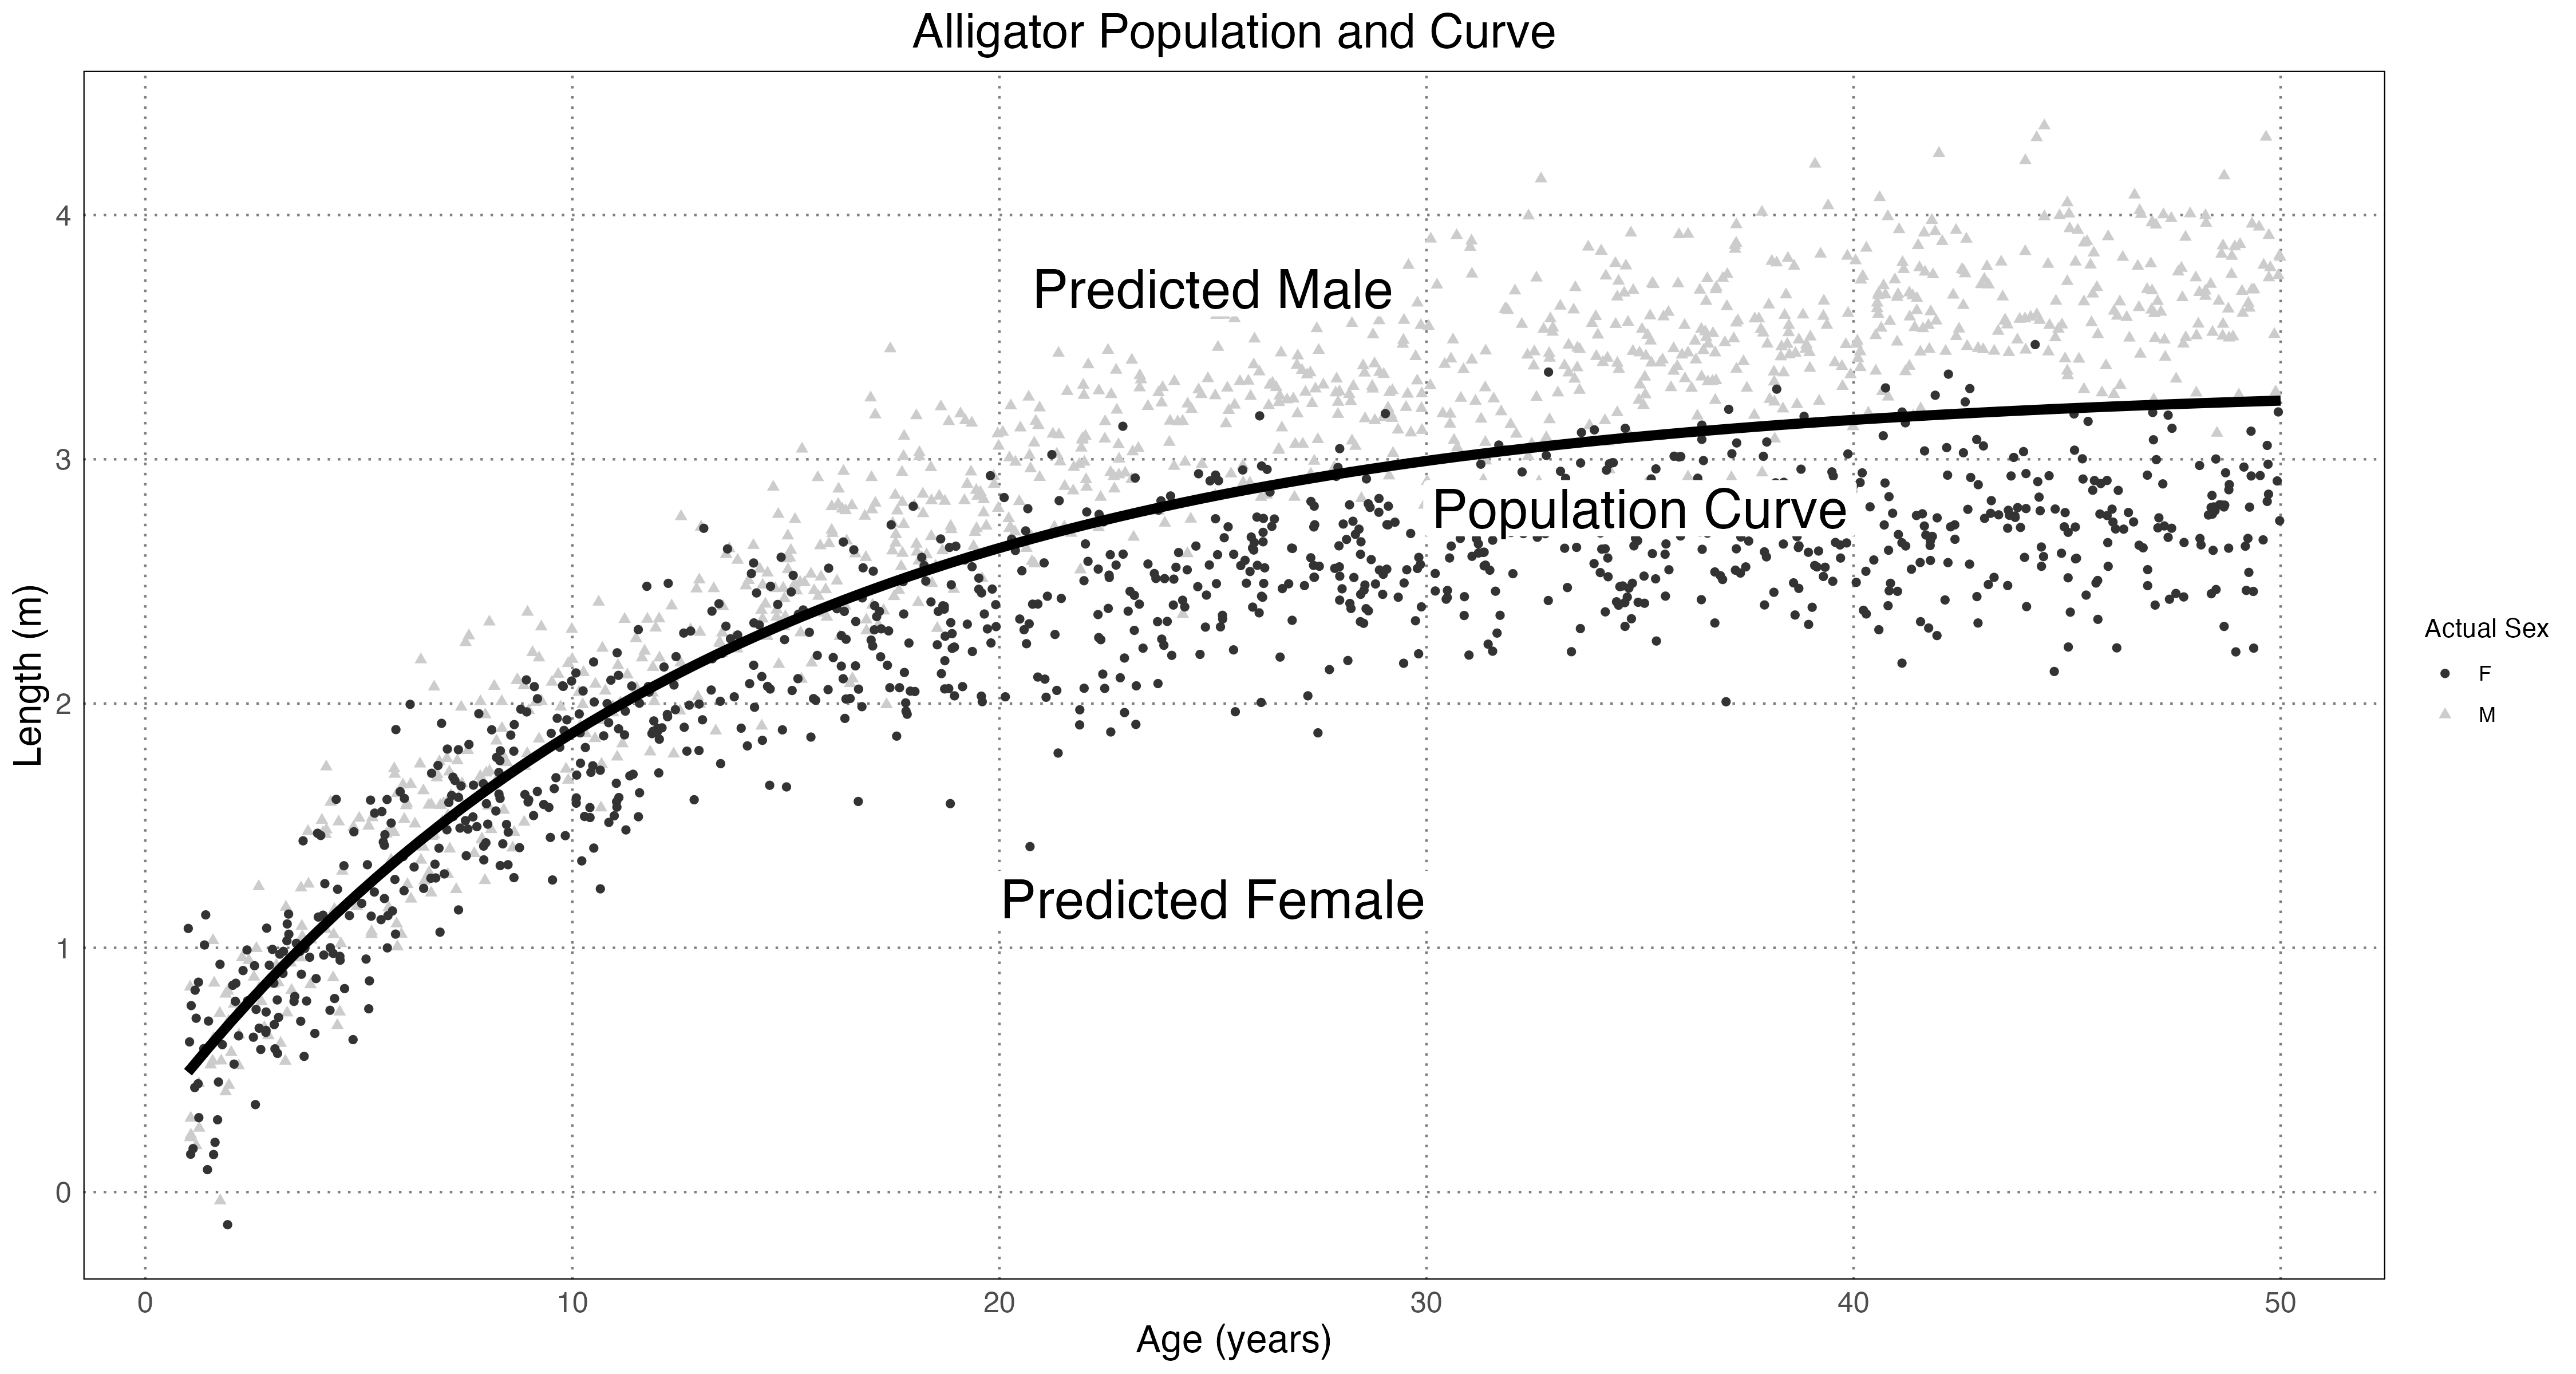 Alligator Population and Curve
Length (m)
4
3
2
1
0
Predicted Male
Population Curve
Predicted Female
0 10 20 30 40 50
Age (years)
Actual Sex
F
M